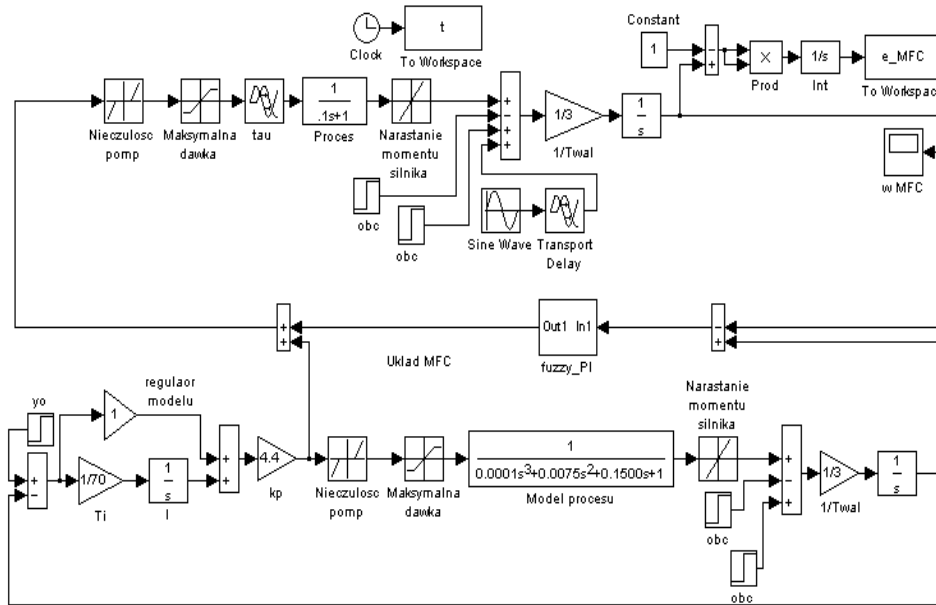 Clock
t
To Workspace
Constant
1
-
+
X
Prod
1/s
Int
e_MFC
To Workspac
Nieczulosc
pomp
Maksymalna
dawka
tau
1
.1s+1
Proces
Narastanie
momentu
silnika
+
-
+
+
1/3
1/Twal
1
s
w MFC
obc
obc
Sine Wave
Transport
Delay
+
+
Out1 In1
fuzzy_PI
-
+
Uklad MFC
yo
regulaor
modelu
1
+
-
1/70
Ti
1
s
I
+
+
4.4
kp
Nieczulosc
pomp
Maksymalna
dawka
1
0.0001s3+0.0075s2+0.1500s+1
Model procesu
Narastanie
momentu
silnika
obc
obc
+
-
+
1/3
1/Twal
1
s